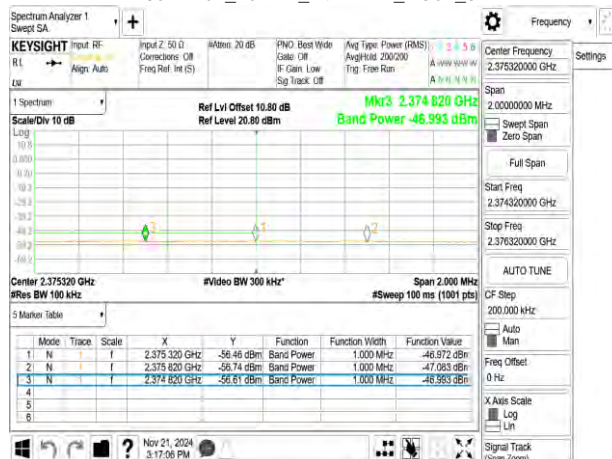 Spectrum Analyzer 1
Swept SA
Frequency
KEYSIGHT Input: RF
R L
Align: Auto
Input Z: 50 Ω
Corrections: Off
Freq Ref: Int (S)
#Atten: 20 dB
PNO: Best Wide
Gate: Off
IF Gain: Low
Sig Track: Off
Avg Type: Power (RMS)
Avg|Hold: 200/200
Trig: Free Run
Center Frequency
2.375320000 GHz
Settings
Span
2.00000000 MHz
Swept Span
Zero Span
Full Span
Start Freq
2.374320000 GHz
Stop Freq
2.376320000 GHz
AUTO TUNE
CF Step
200.000 kHz
Auto
Man
Freq Offset
0 Hz
X Axis Scale
Log
Lin
Signal Track
(Span Zoom)
1 Spectrum
Scale/Div 10 dB
Ref Lvl Offset 10.80 dB
Ref Level 20.80 dBm
Mkr3 2.374 820 GHz
Band Power -46.993 dBm
Log
10.8
0.800
3
1
2
Center 2.375320 GHz
#Res BW 100 kHz
#Video BW 300 kHz*
Span 2.000 MHz
#Sweep 100 ms (1001 pts)
5 Marker Table
Mode Trace Scale X Y Function Function Width Function Value
1 N 1 f 2.375 320 GHz -56.46 dBm Band Power 1.000 MHz -46.972 dBm
2 N 1 f 2.375 820 GHz -56.74 dBm Band Power 1.000 MHz -47.083 dBm
3 N 1 f 2.374 820 GHz -56.61 dBm Band Power 1.000 MHz -46.993 dBm
4
5
6
Nov 21, 2024
3:17:06 PM